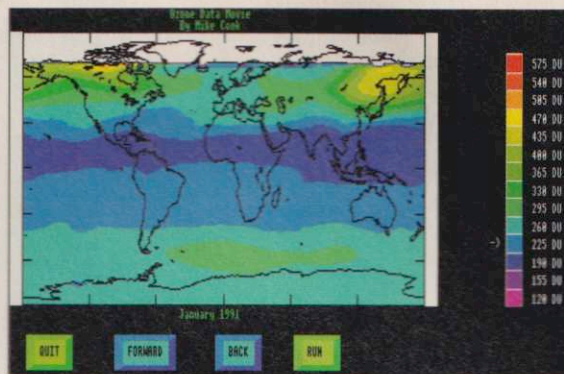 Ozone Data Movie
By Mike Cook
575 DU
540 DU
505 DU
470 DU
435 DU
400 DU
365 DU
330 DU
295 DU
260 DU
-) 225 DU
190 DU
155 DU
120 DU
January 1991
QUIT
FORWARD
BACK
RUN